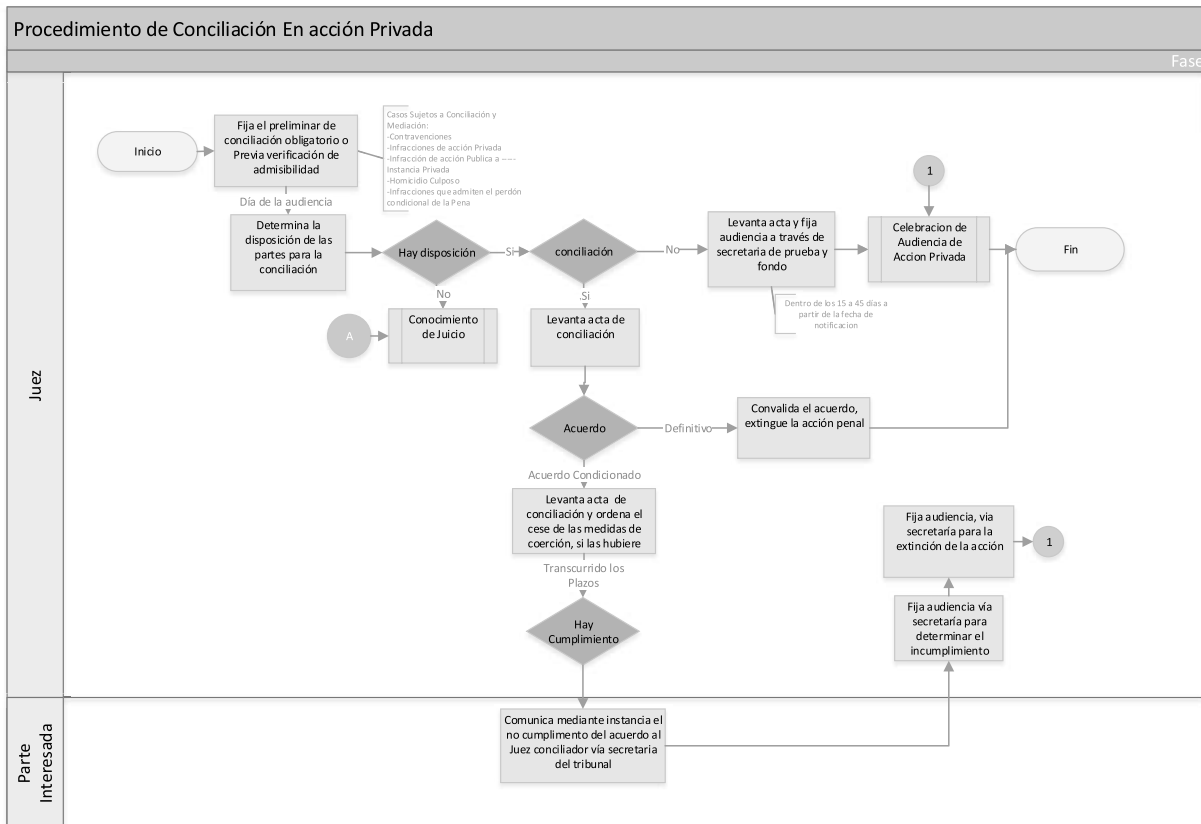 Procedimiento de Conciliación En acción Privada
Fase
Juez
Inicio
Fija el preliminar de
conciliación obligatorio o
Previa verificación de
admisibilidad
Casos Sujetos a Conciliación y
Mediación:
-Contravenciones
-Infracciones de acción Privada
-Infracción de acción Publica a -----
Instancia Privada
-Homicidio Culposo
-Infracciones que admiten el perdón
condicional de la Pena
Día de la audiencia
Determina la
disposición de las
partes para la
conciliación
Hay disposición
Si
conciliación
No
Levanta acta y fija
audiencia a través de
secretaria de prueba y
fondo
1
Celebracion de
Audiencia de
Accion Privada
Fin
No
A
Conocimiento
de Juicio
.Si
Levanta acta de
conciliación
Dentro de los 15 a 45 días a
partir de la fecha de
notificacion
Acuerdo
Definitivo
Convalida el acuerdo,
extingue la acción penal
Acuerdo Condicionado
Levanta acta de
conciliación y ordena el
cese de las medidas de
coerción, si las hubiere
Transcurrido los
Plazos
Hay
Cumplimiento
Fija audiencia, via
secretaría para la
extinción de la acción
1
Fija audiencia vía
secretaría para
determinar el
incumplimiento
Parte
Interesada
Comunica mediante instancia el
no cumplimento del acuerdo al
Juez conciliador vía secretaria
del tribunal